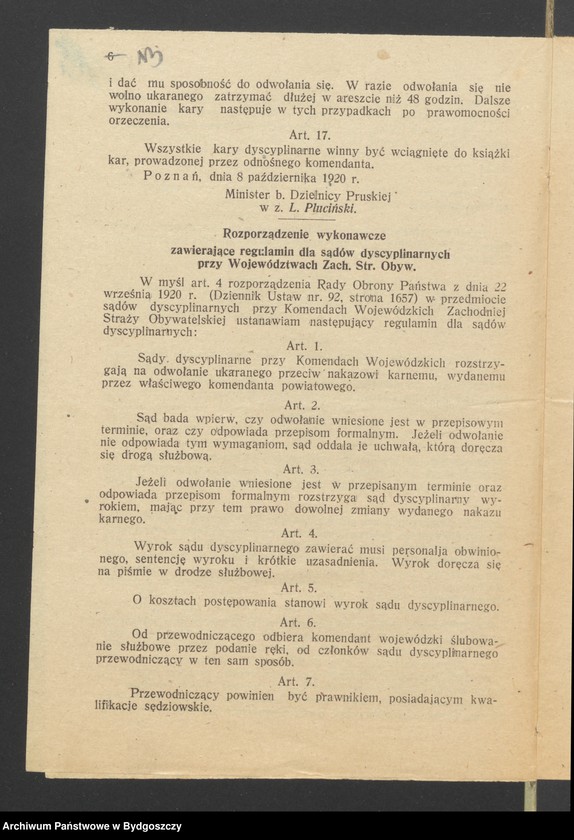 6
i dać mu sposobność do odwołania się. W razie odwołania się nie
wolno ukaranego zatrzymać dłużej w areszcie niż 48 godzin. Dalsze
wykonanie kary następuje w tych przypadkach po prawomocności
orzeczenia.
Art. 17.
Wszystkie kary dyscyplinarne winny być wciągnięte do książki
kar, prowadzonej przez odnośnego komendanta.
Poznań, dnia 8 października 1920 r.
Minister b. Dzielnicy Pruskiej
w z. L. Pluciński.
Rozporządzenie wykonawcze
zawierające regulamin dla sądów dyscyplinarnych
przy Województwach Zach. Str. Obyw.
W myśl art. 4 rozporządzenia Rady Obrony Państwa z dnia 22
września 1920 r. (Dziennik Ustaw nr. 92, strona 1657) w przedmiocie
sądów dyscyplinarnych przy Komendach Wojewódzkich Zachodniej
Straży Obywatelskiej ustanawiam następujący regulamin dla sądów
dyscyplinarnych:
Art. 1.
Sądy dyscyplinarne przy Komendach Wojewódzkich rozstrzy-
gają na odwołanie ukaranego przeciw nakazowi karnemu, wydanemu
przez właściwego komendanta powiatowego.
Art. 2.
Sąd bada wpierw, czy odwołanie wniesione jest w przepisowym
terminie, oraz czy odpowiada przepisom formalnym. Jeżeli odwołanie
nie odpowiada tym wymaganiom, sąd oddala je uchwałą, którą doręcza
się drogą służbową.
Art. 3.
Jeżeli odwołanie wniesione jest w przepisanym terminie oraz
odpowiada przepisom formalnym rozstrzyga sąd dyscyplinarny wy-
rokiem, mając przy tem prawo dowolnej zmiany wydanego nakazu
karnego.
Art. 4.
Wyrok sądu dyscyplinarnego zawierać musi personalja obwinio-
nego, sentencję wyroku i krótkie uzasadnienia. Wyrok doręcza się
na piśmie w drodze służbowej.
Art. 5.
O kosztach postępowania stanowi wyrok sądu dyscyplinarnego.
Art. 6.
Od przewodniczącego odbiera komendant wojewódzki ślubowa-
nie służbowe przez podanie ręki, od członków sądu dyscyplinarnego
przewodniczący w ten sam sposób.
Art. 7.
Przewodniczący powinien być prawnikiem, posiadającym kwa-
lifikacje sędziowskie.
Archiwum Państwowe w Bydgoszczy